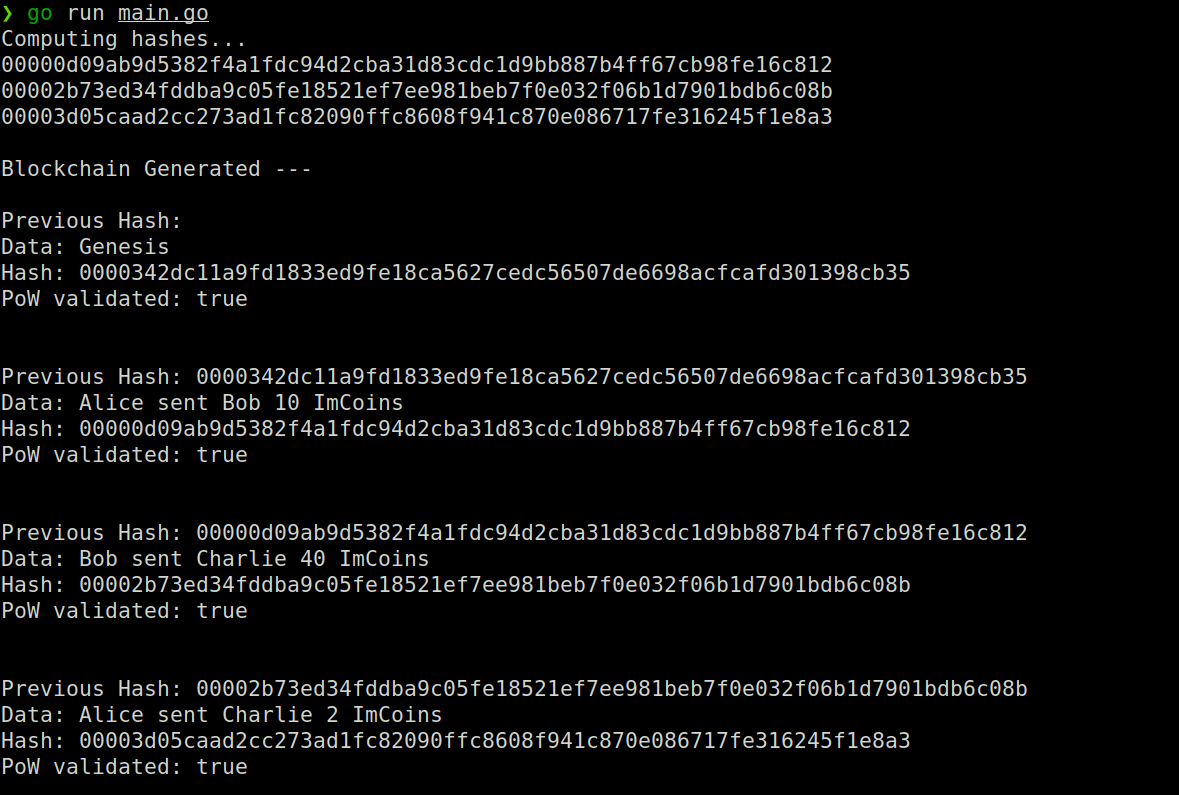 ❯ go run main.go
Computing hashes...
00000d09ab9d5382f4a1fdc94d2cba31d83cdc1d9bb887b4ff67cb98fe16c812
00002b73ed34fddba9c05fe18521ef7ee981beb7f0e032f06b1d7901bdb6c08b
00003d05caad2cc273ad1fc82090ffc8608f941c870e086717fe316245f1e8a3
Blockchain Generated ---
Previous Hash:
Data: Genesis
Hash: 0000342dc11a9fd1833ed9fe18ca5627cedc56507de6698acfcafd301398cb35
PoW validated: true
Previous Hash: 0000342dc11a9fd1833ed9fe18ca5627cedc56507de6698acfcafd301398cb35
Data: Alice sent Bob 10 ImCoins
Hash: 00000d09ab9d5382f4a1fdc94d2cba31d83cdc1d9bb887b4ff67cb98fe16c812
PoW validated: true
Previous Hash: 00000d09ab9d5382f4a1fdc94d2cba31d83cdc1d9bb887b4ff67cb98fe16c812
Data: Bob sent Charlie 40 ImCoins
Hash: 00002b73ed34fddba9c05fe18521ef7ee981beb7f0e032f06b1d7901bdb6c08b
PoW validated: true
Previous Hash: 00002b73ed34fddba9c05fe18521ef7ee981beb7f0e032f06b1d7901bdb6c08b
Data: Alice sent Charlie 2 ImCoins
Hash: 00003d05caad2cc273ad1fc82090ffc8608f941c870e086717fe316245f1e8a3
PoW validated: true